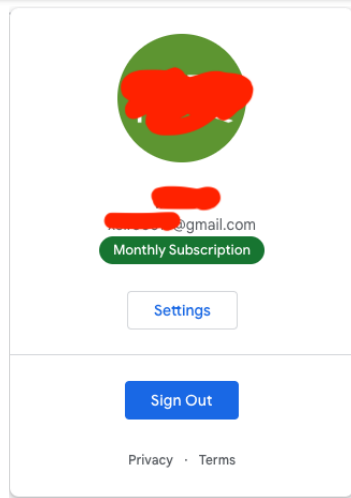 @gmail.com
Monthly Subscription
Settings
Sign Out
Privacy · Terms